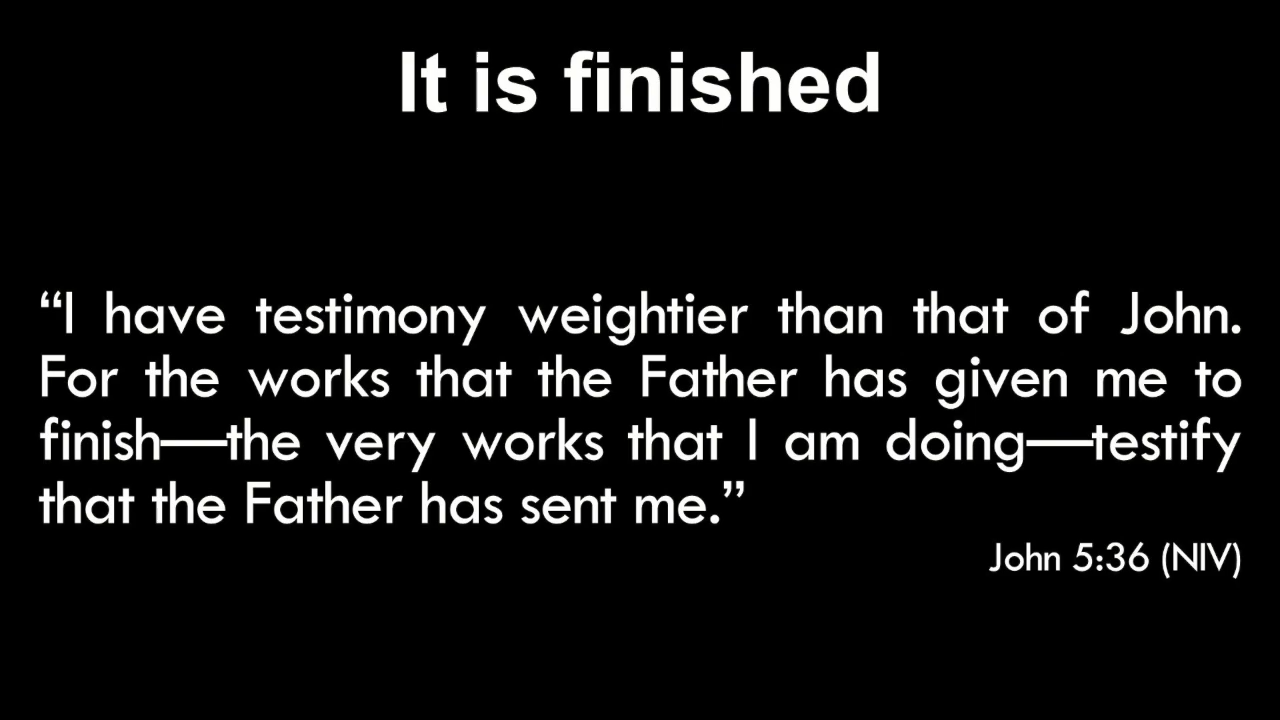 It is finished
“I have testimony weightier than that of John.
For the works that the Father has given me to
finish—the very works that I am doing—testify
that the Father has sent me.”
John 5:36 (NIV)